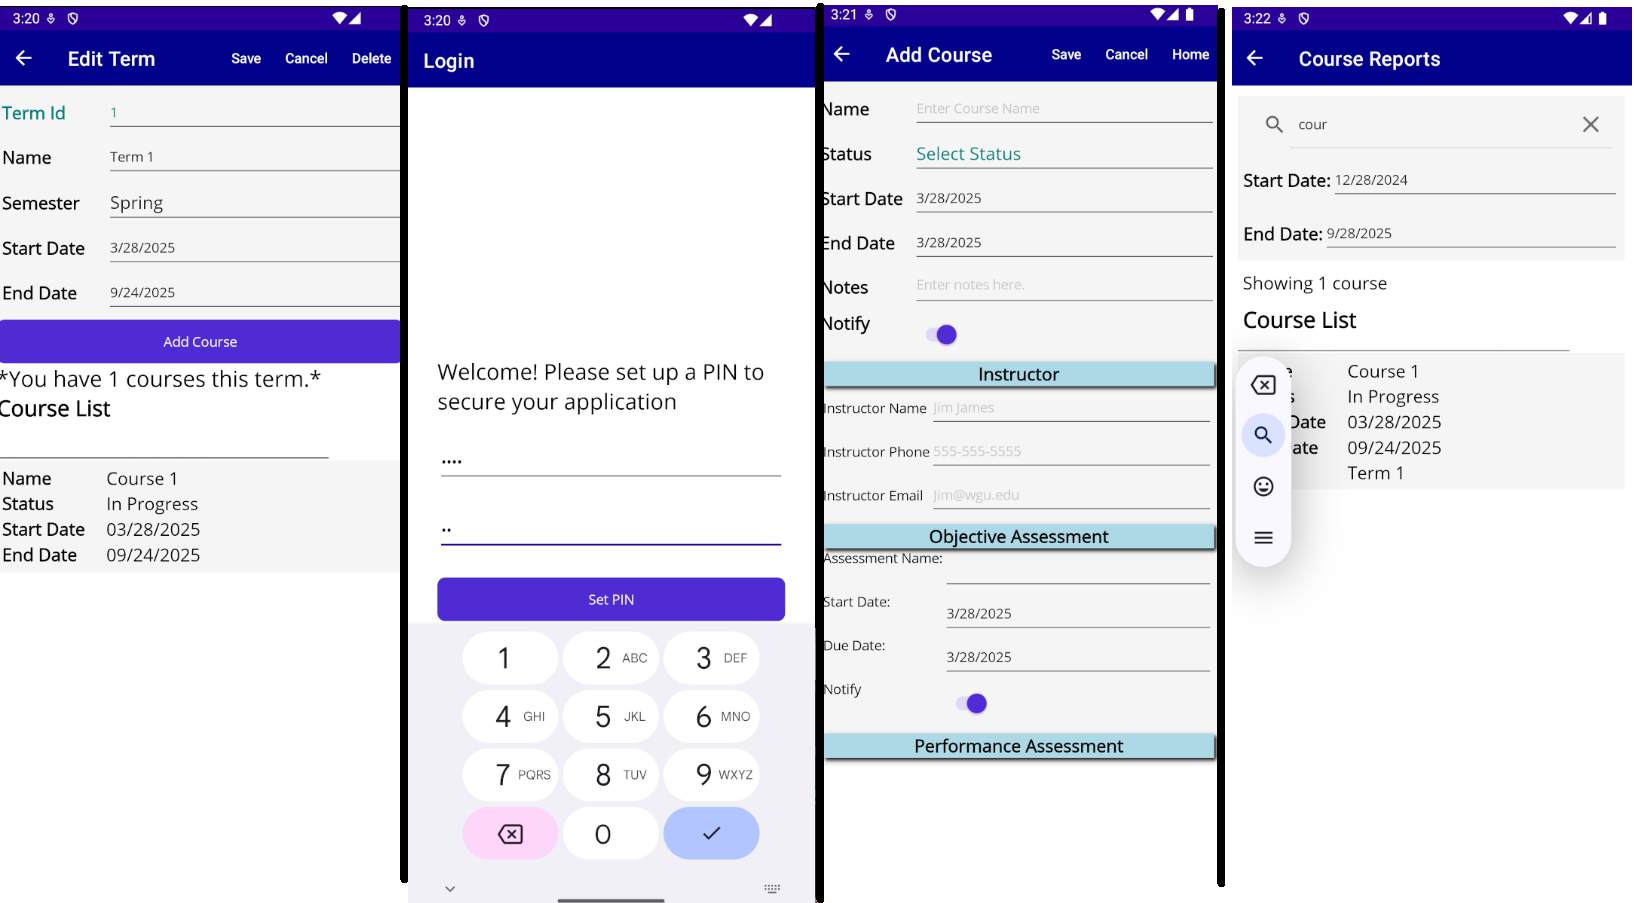 3:20
Edit Term Save Cancel Delete
Term Id 1
Name Term 1
Semester Spring
Start Date 3/28/2025
End Date 9/24/2025
Add Course
*You have 1 courses this term.*
Course List
Name Course 1
Status In Progress
Start Date 03/28/2025
End Date 09/24/2025
3:20
Login
Welcome! Please set up a PIN to
secure your application
Set PIN
1 2 ABC 3 DEF
4 GHI 5 JKL 6 MNO
7 PQRS 8 TUV 9 WXYZ
0
3:21
Add Course Save Cancel Home
Name Enter Course Name
Status Select Status
Start Date 3/28/2025
End Date 3/28/2025
Notes Enter notes here.
Notify
Instructor
Instructor Name Jim James
Instructor Phone 555-555-5555
Instructor Email Jim@wgu.edu
Objective Assessment
Assessment Name:
Start Date:
3/28/2025
Due Date:
3/28/2025
Notify
Performance Assessment
3:22
Course Reports
cour
Start Date: 12/28/2024
End Date: 9/28/2025
Showing 1 course
Course List
e Course 1
s In Progress
Date 03/28/2025
ate 09/24/2025
Term 1